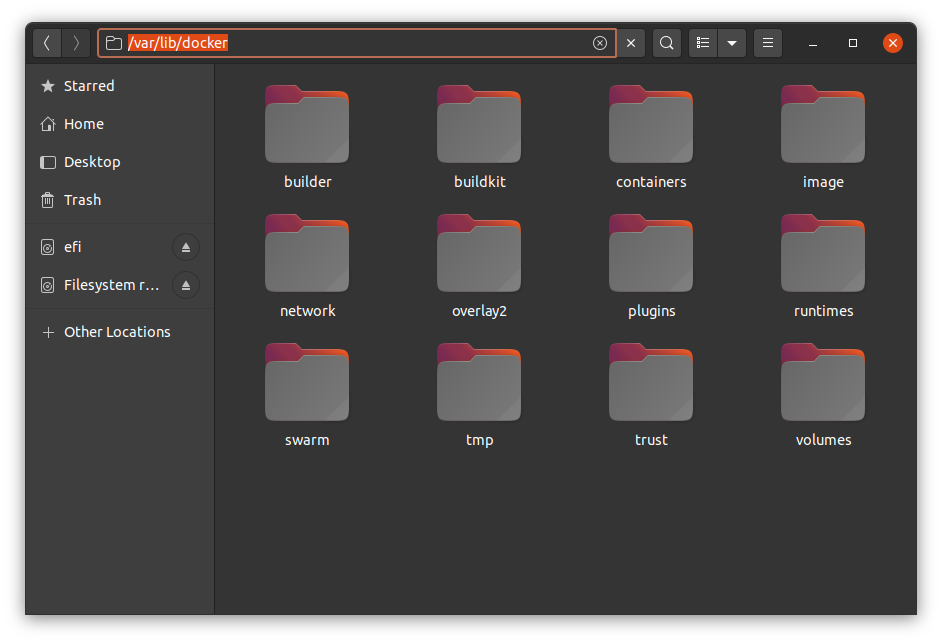 /var/lib/docker
Starred
Home
Desktop
Trash
efi
Filesystem r...
Other Locations
builder
buildkit
containers
image
network
overlay2
plugins
runtimes
swarm
tmp
trust
volumes